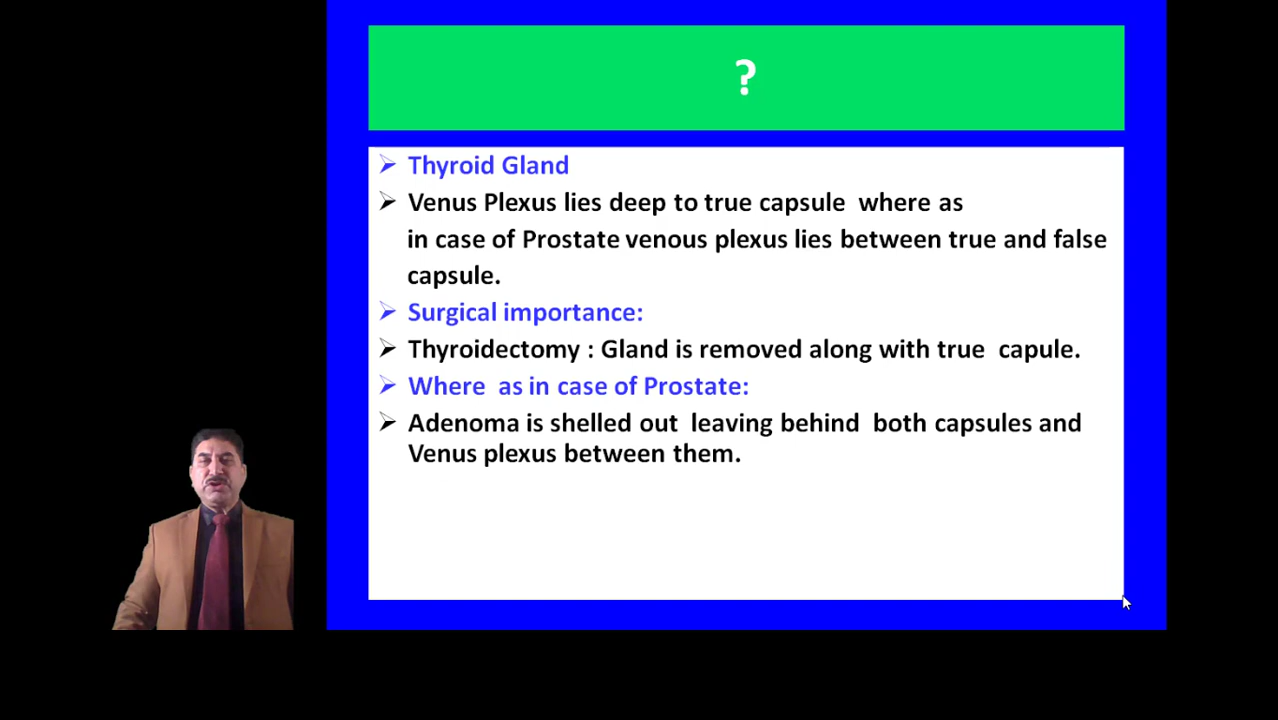 ?
Thyroid Gland
Venus Plexus lies deep to true capsule where as
in case of Prostate venous plexus lies between true and false
capsule.
Surgical importance:
Thyroidectomy : Gland is removed along with true capule.
Where as in case of Prostate:
Adenoma is shelled out leaving behind both capsules and
Venus plexus between them.